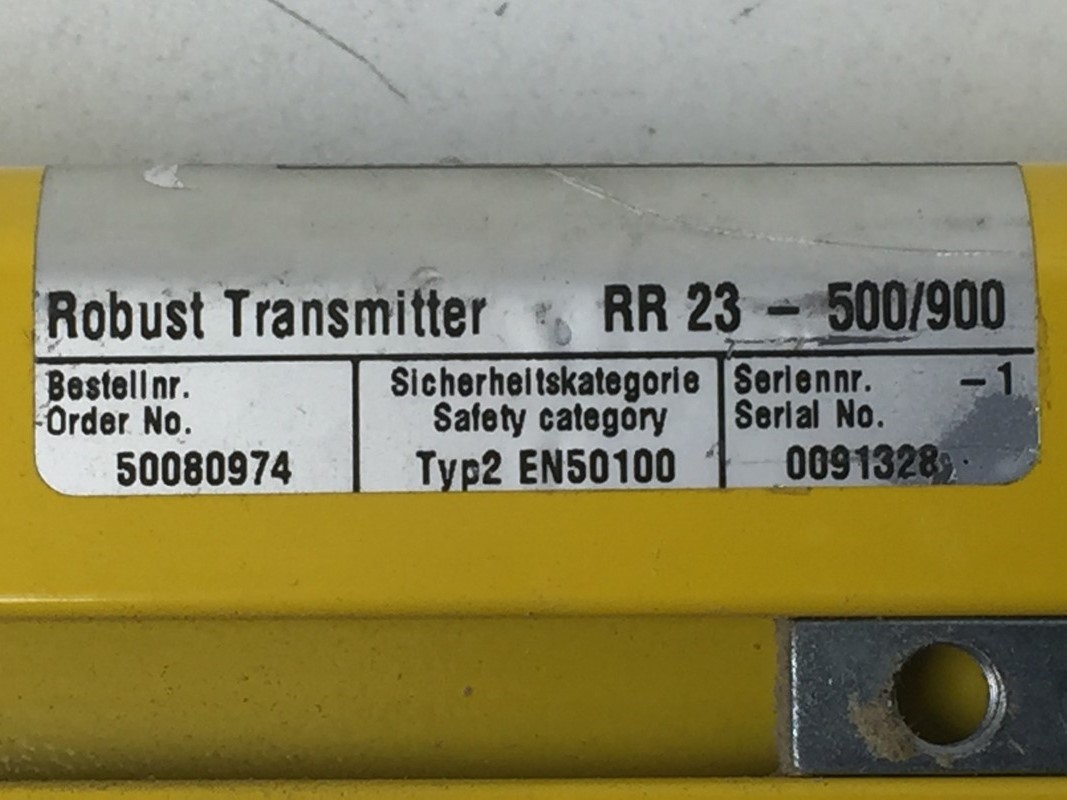 Robust Transmitter RR 23 – 500/900
Bestellnr.
Order No.
50080974
Sicherheitskategorie
Safety category
Typ2 EN50100
Seriennr. –1
Serial No.
0091328